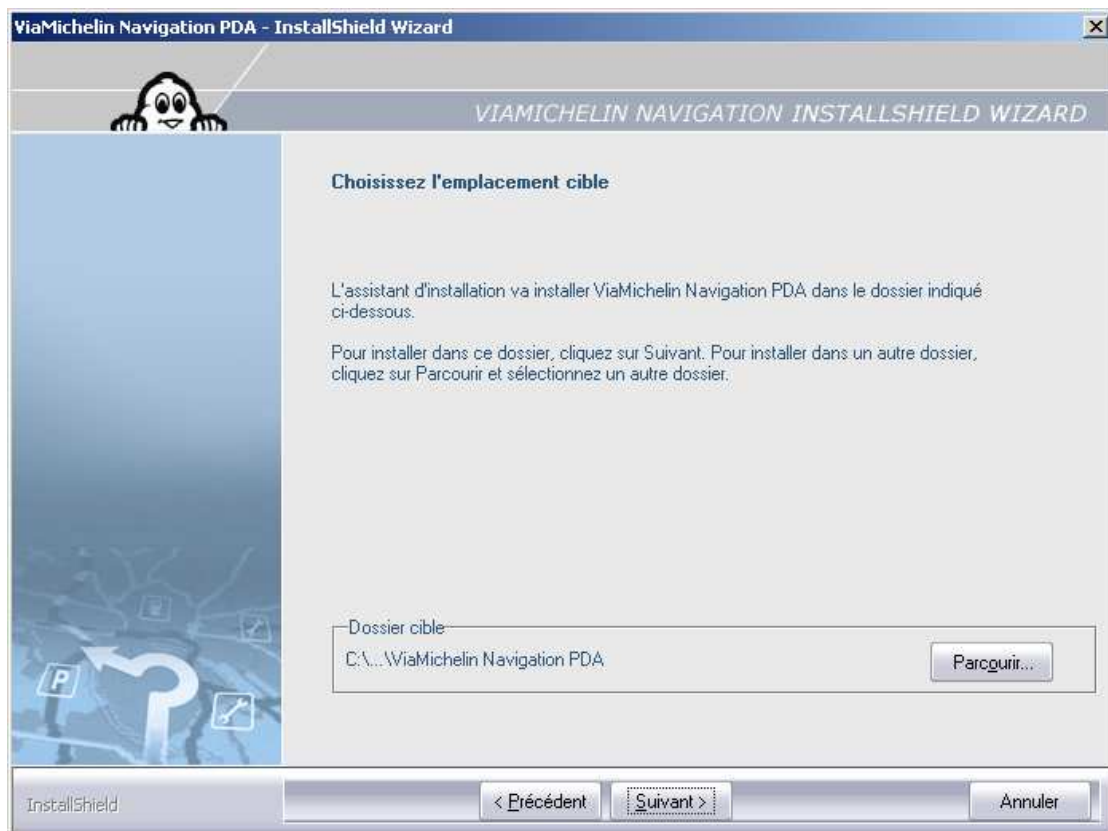 ViaMichelin Navigation PDA - InstallShield Wizard
VIAMICHELIN NAVIGATION INSTALLSHIELD WIZARD
Choisissez l'emplacement cible
L'assistant d'installation va installer ViaMichelin Navigation PDA dans le dossier indiqué
ci-dessous.
Pour installer dans ce dossier, cliquez sur Suivant. Pour installer dans un autre dossier,
cliquez sur Parcourir et sélectionnez un autre dossier.
Dossier cible
C:\...\ViaMichelin Navigation PDA
Parcourir...
P
InstallShield
< Précédent
Suivant >
Annuler